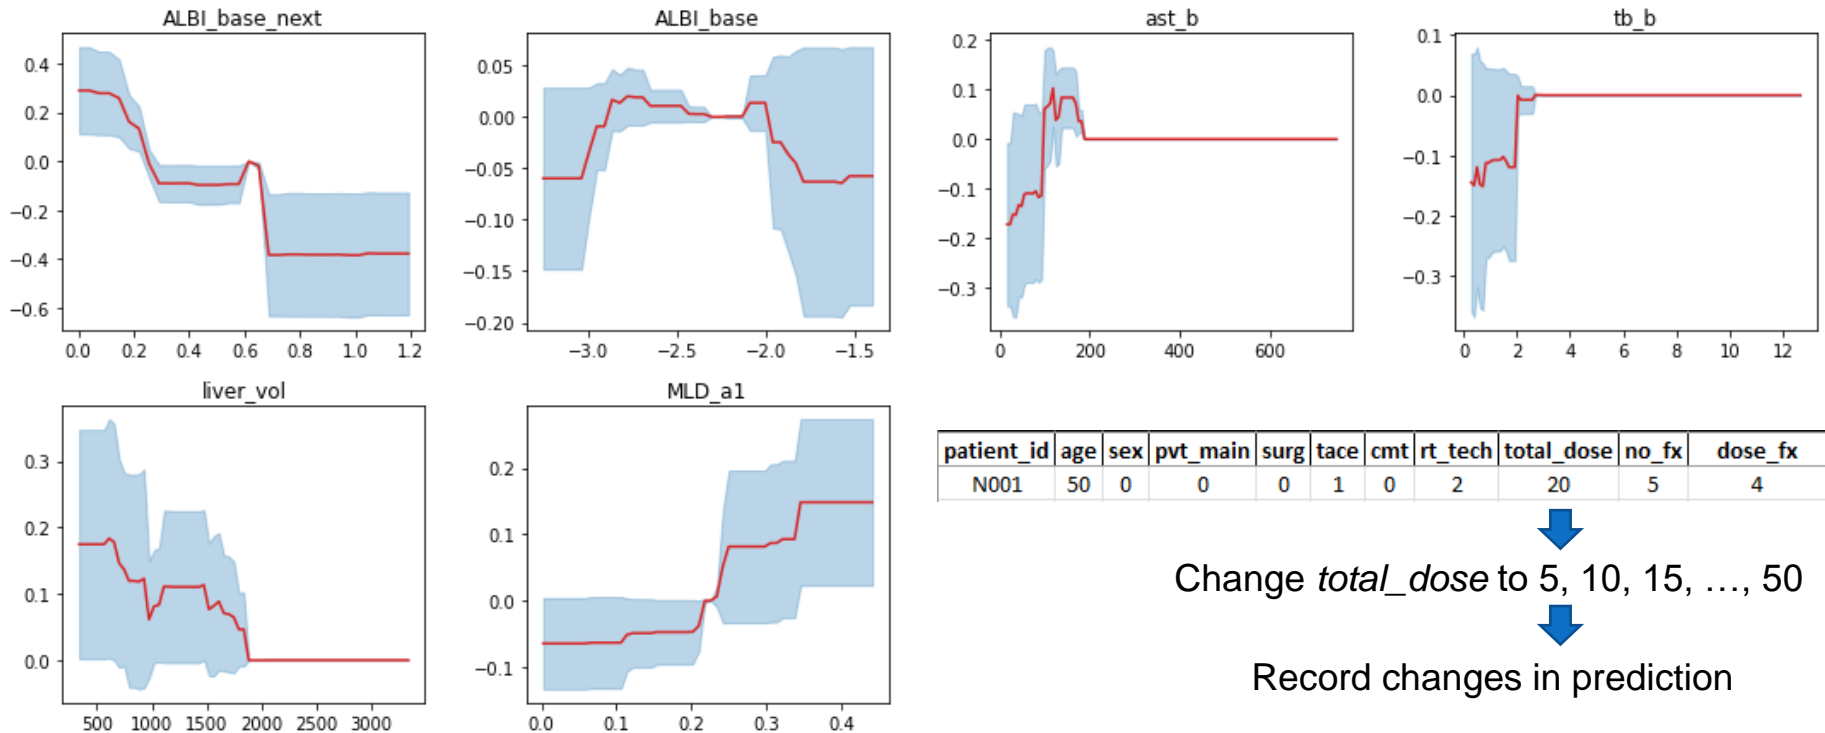 ALBI_base_next
0.4
0.2
0.0
−0.2
−0.4
−0.6
0.0 0.2 0.4 0.6 0.8 1.0 1.2
ALBI_base
0.05
0.00
−0.05
−0.10
−0.15
−0.20
−3.0 −2.5 −2.0 −1.5
ast_b
0.2
0.1
0.0
−0.1
−0.2
−0.3
0 200 400 600
tb_b
0.1
0.0
−0.1
−0.2
−0.3
0 2 4 6 8 10 12
liver_vol
0.3
0.2
0.1
0.0
500 1000 1500 2000 2500 3000
MLD_a1
0.2
0.1
0.0
−0.1
0.0 0.1 0.2 0.3 0.4
patient_id age sex pvt_main surg tace cmt rt_tech total_dose no_fx dose_fx
N001 50 0 0 0 1 0 2 20 5 4
Change total_dose to 5, 10, 15, …, 50
Record changes in prediction